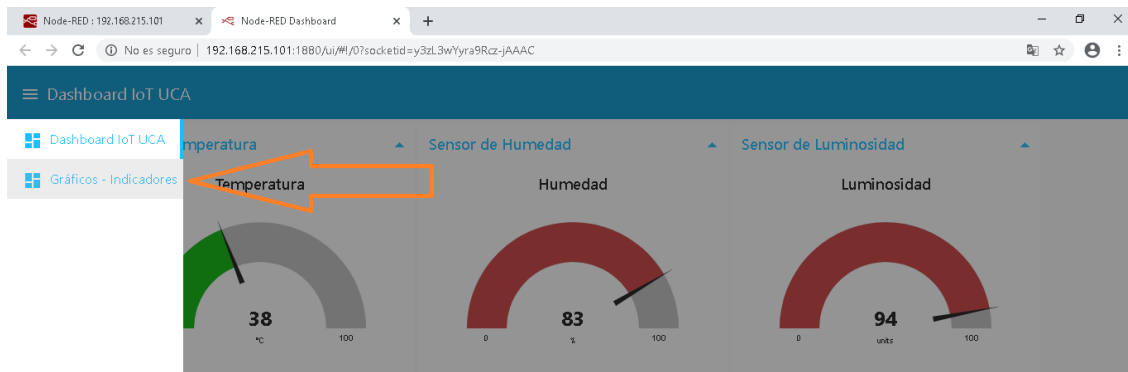 Node-RED : 192.168.215.101
Node-RED Dashboard
No es seguro | 192.168.215.101:1880/ui/#!/0?socketid=y3zL3wYyra9Rcz-jAAAC
Dashboard IoT UCA
Dashboard IoT UCA
Gráficos - Indicadores
mperatura
Temperatura
38
°C
100
Sensor de Humedad
Humedad
83
0
%
100
Sensor de Luminosidad
Luminosidad
94
0
units
100